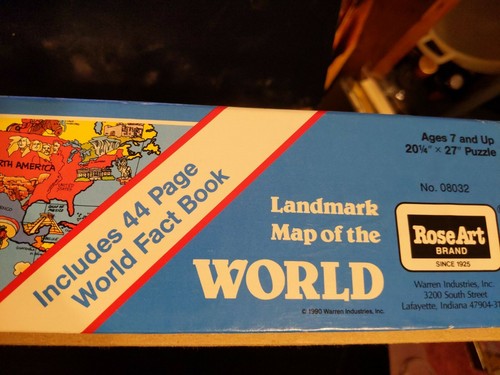 TH AMERICA
Includes 44 Page
World Fact Book
Landmark
Map of the
WORLD
© 1990 Warren Industries, Inc.
Ages 7 and Up
20¼" × 27" Puzzle
No. 08032
RoseArt
BRAND
SINCE 1925
Warren Industries, Inc.
3200 South Street
Lafayette, Indiana 47904-31